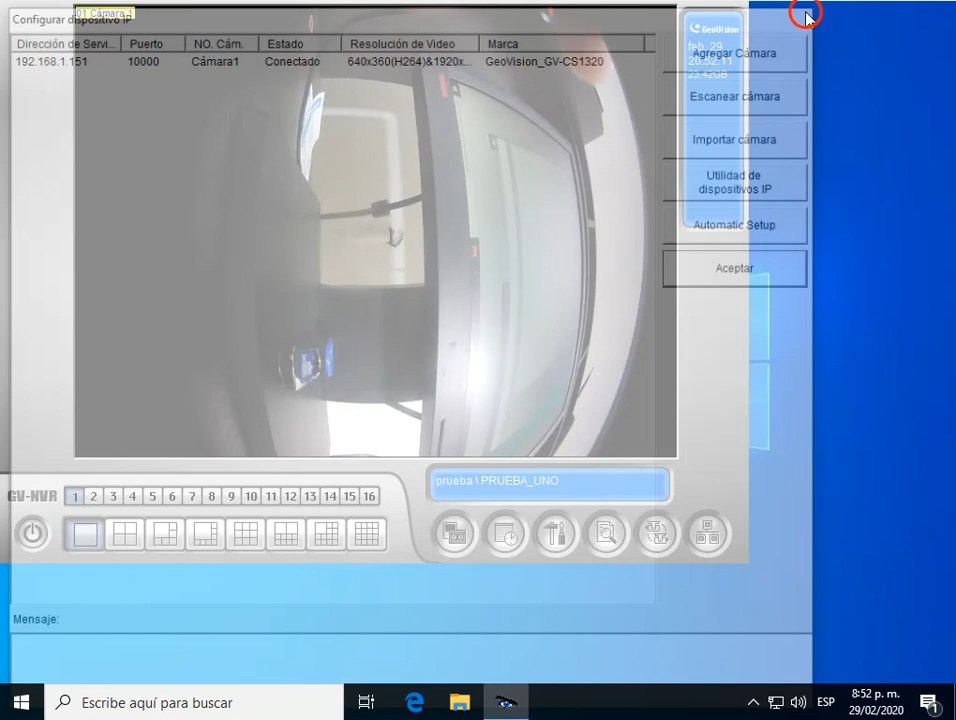 01 Cámara 1
Configurar dispositivo IP
Dirección de Servi... Puerto NO. Cám. Estado Resolución de Video Marca
192.168.1.151 10000 Cámara1 Conectado 640x360(H264)&1920x... GeoVision_GV-CS1320
GeoVision
feb. 29
20:52:11
23.42GB
Agregar Cámara
Escanear cámara
Importar cámara
Utilidad de
dispositivos IP
Automatic Setup
Aceptar
prueba \ PRUEBA_UNO
GV-NVR 1 2 3 4 5 6 7 8 9 10 11 12 13 14 15 16
Mensaje:
Escribe aquí para buscar
ESP
8:52 p. m.
29/02/2020
1